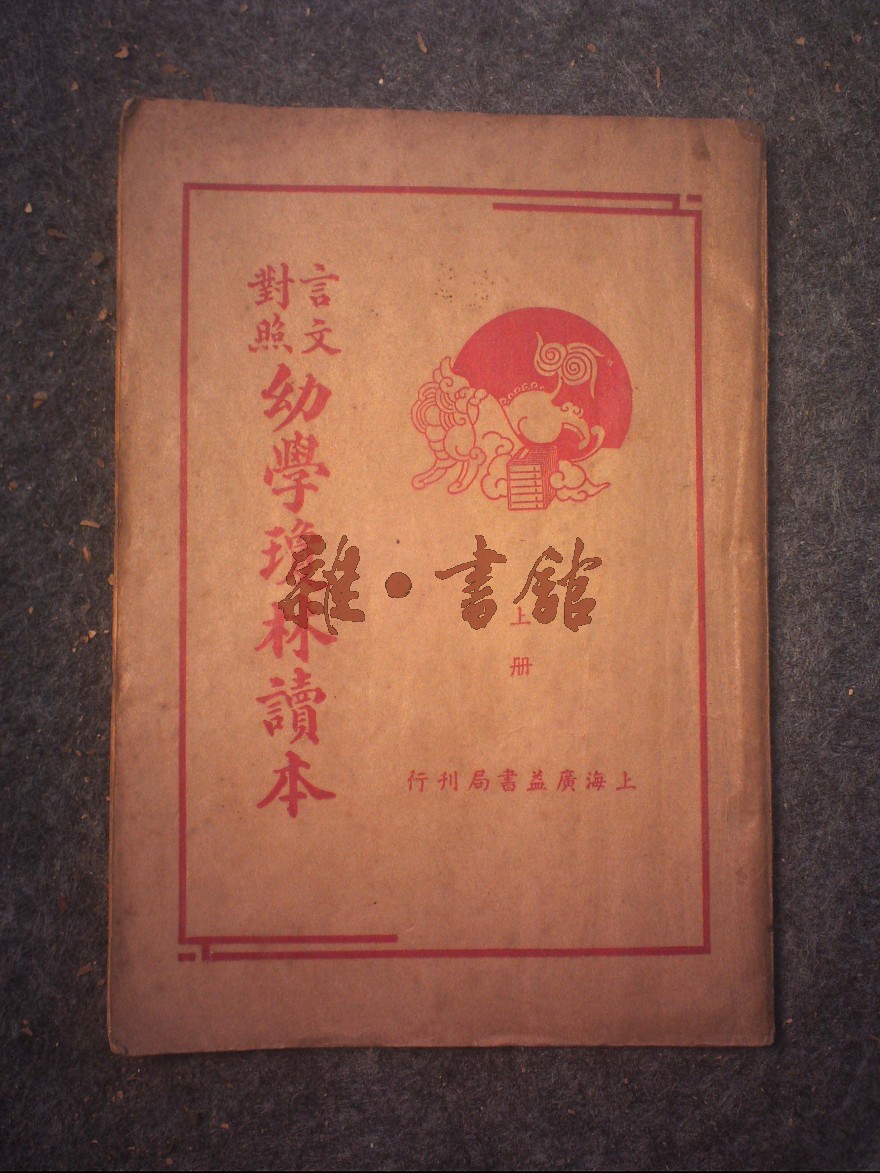 言文
對照
幼學瓊林讀本
上册
上海廣益書局刊行
雜·書館